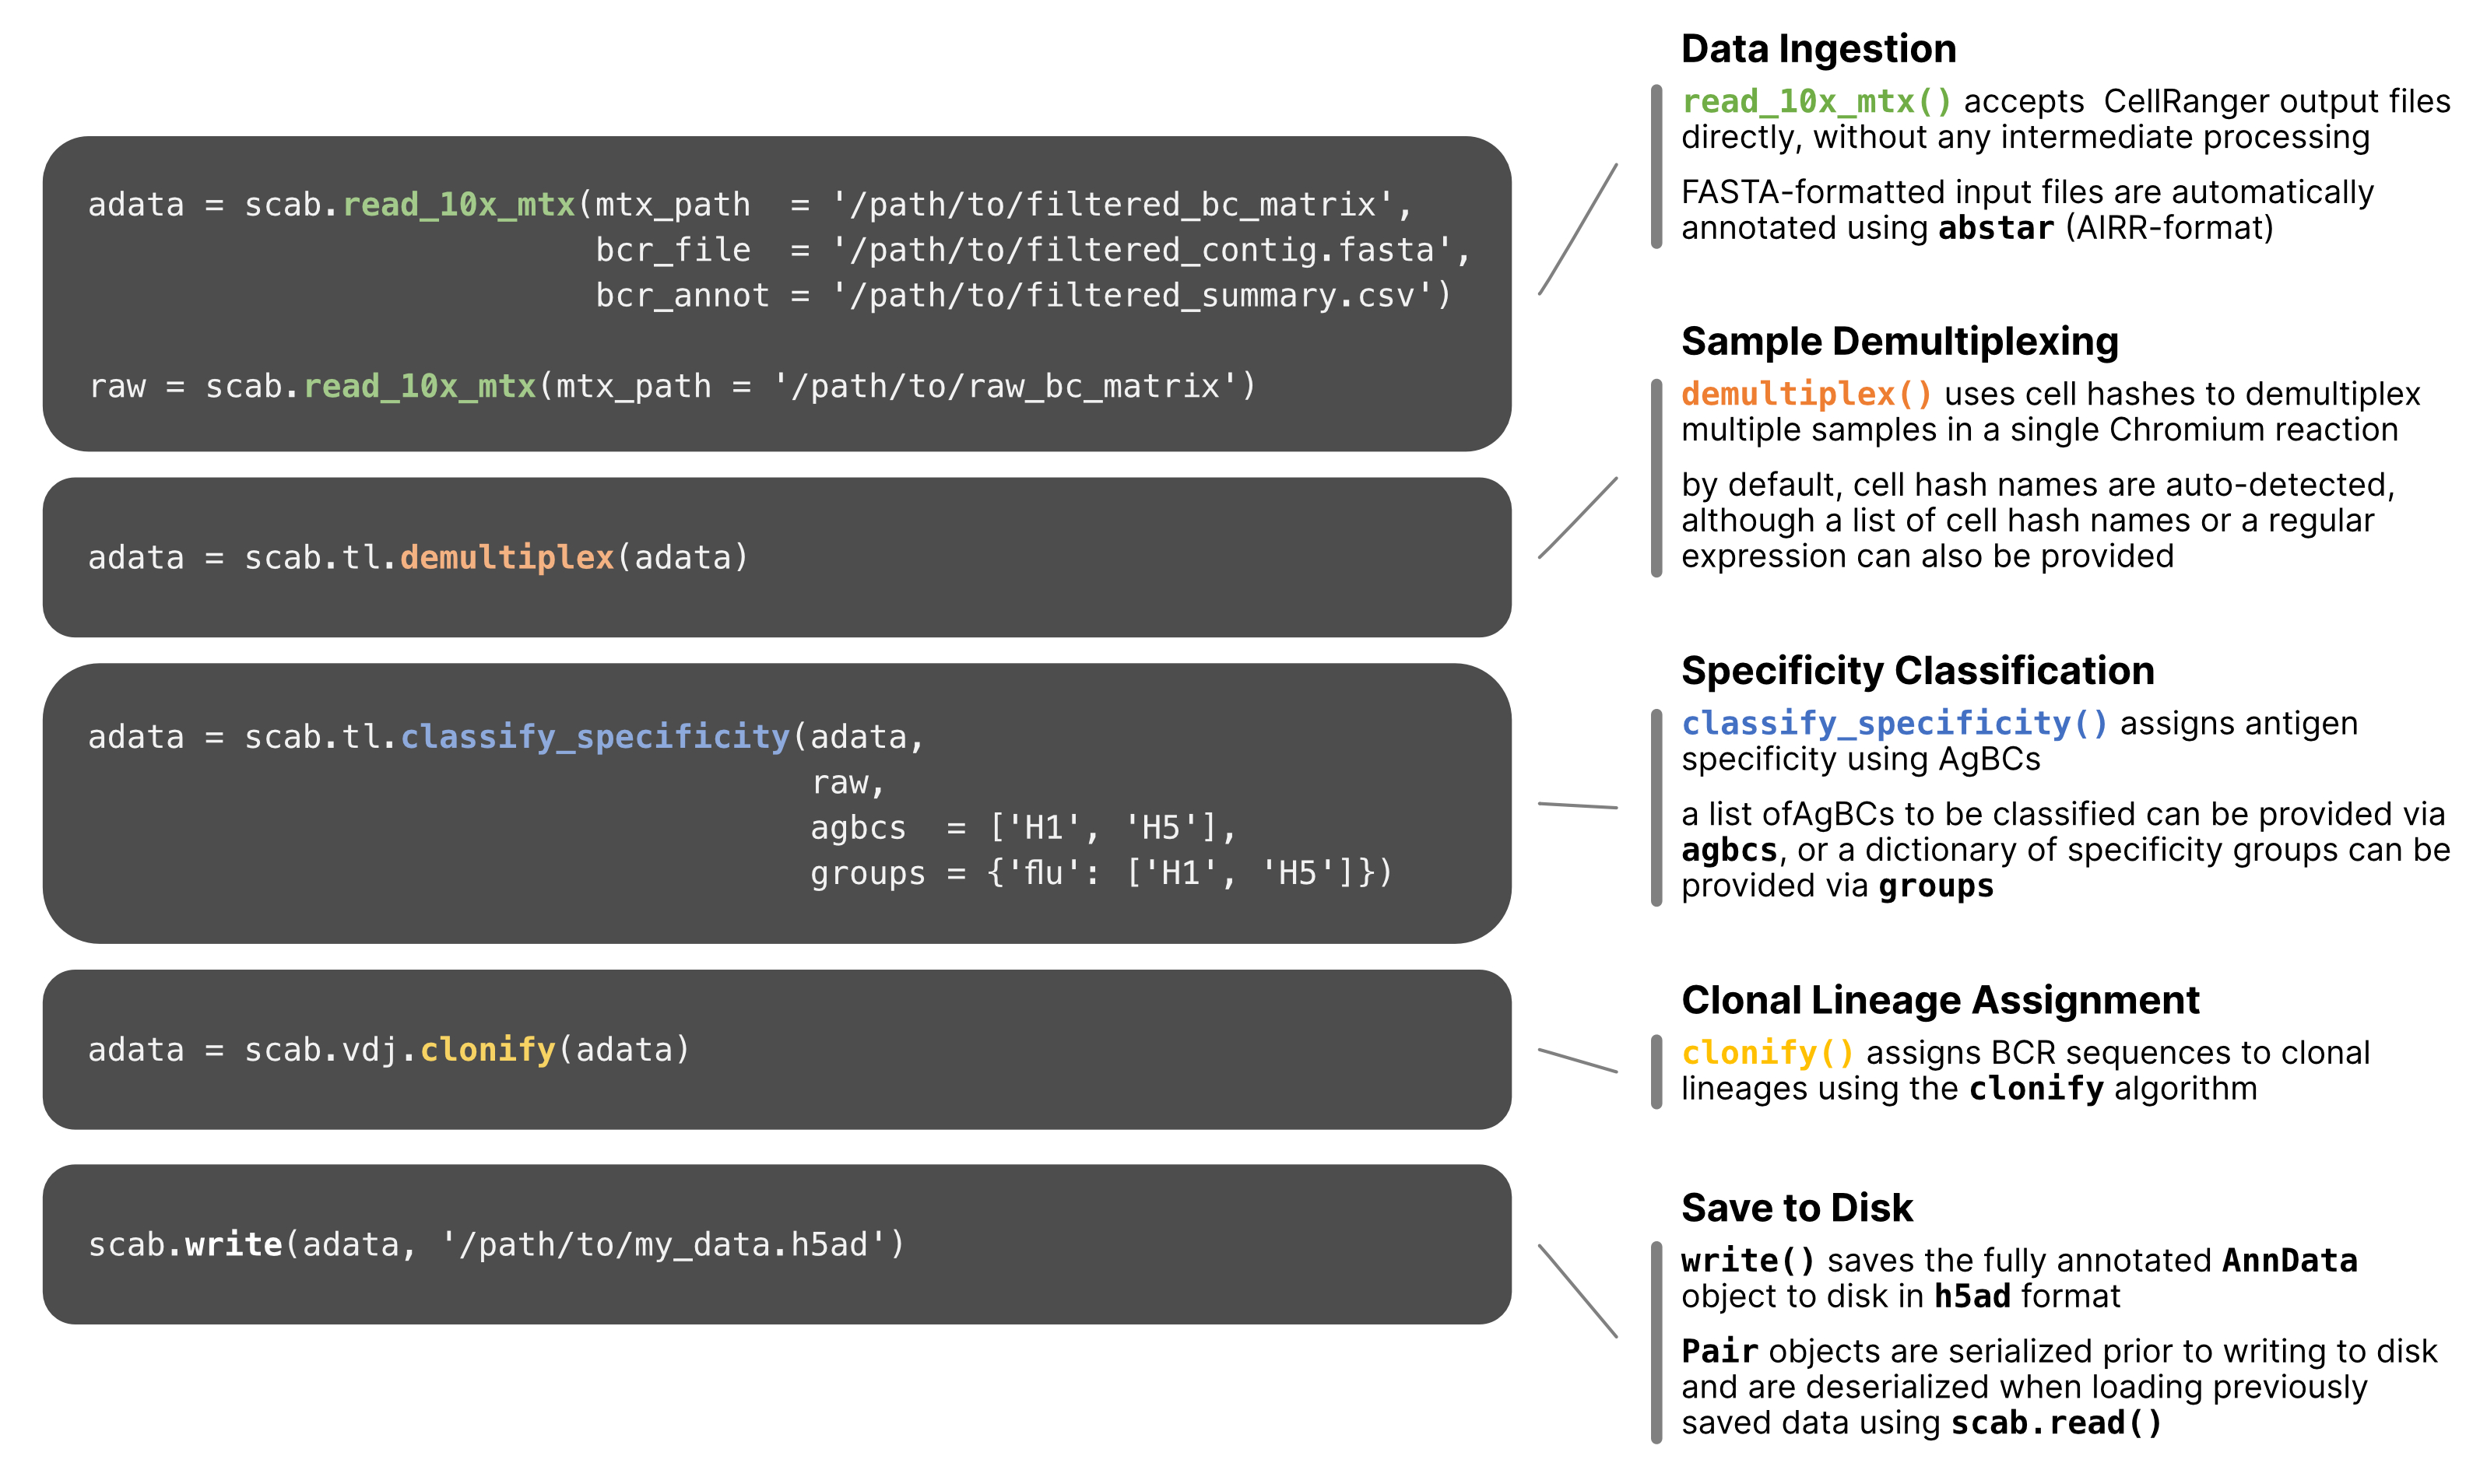 adata = scab.read_10x_mtx(mtx_path  = '/path/to/filtered_bc_matrix',
                          bcr_file  = '/path/to/filtered_contig.fasta',
                          bcr_annot = '/path/to/filtered_summary.csv')
raw = scab.read_10x_mtx(mtx_path = '/path/to/raw_bc_matrix')
Data Ingestion
read_10x_mtx() accepts  CellRanger output files
directly, without any intermediate processing
FASTA-formatted input files are automatically
annotated using abstar (AIRR-format)
adata = scab.tl.demultiplex(adata)
Sample Demultiplexing
demultiplex() uses cell hashes to demultiplex
multiple samples in a single Chromium reaction
by default, cell hash names are auto-detected,
although a list of cell hash names or a regular
expression can also be provided
adata = scab.tl.classify_specificity(adata,
                                     raw,
                                     agbcs  = ['H1', 'H5'],
                                     groups = {'flu': ['H1', 'H5']})
Specificity Classification
classify_specificity() assigns antigen
specificity using AgBCs
a list ofAgBCs to be classified can be provided via
agbcs, or a dictionary of specificity groups can be
provided via groups
adata = scab.vdj.clonify(adata)
Clonal Lineage Assignment
clonify() assigns BCR sequences to clonal
lineages using the clonify algorithm
scab.write(adata, '/path/to/my_data.h5ad')
Save to Disk
write() saves the fully annotated AnnData
object to disk in h5ad format
Pair objects are serialized prior to writing to disk
and are deserialized when loading previously
saved data using scab.read()